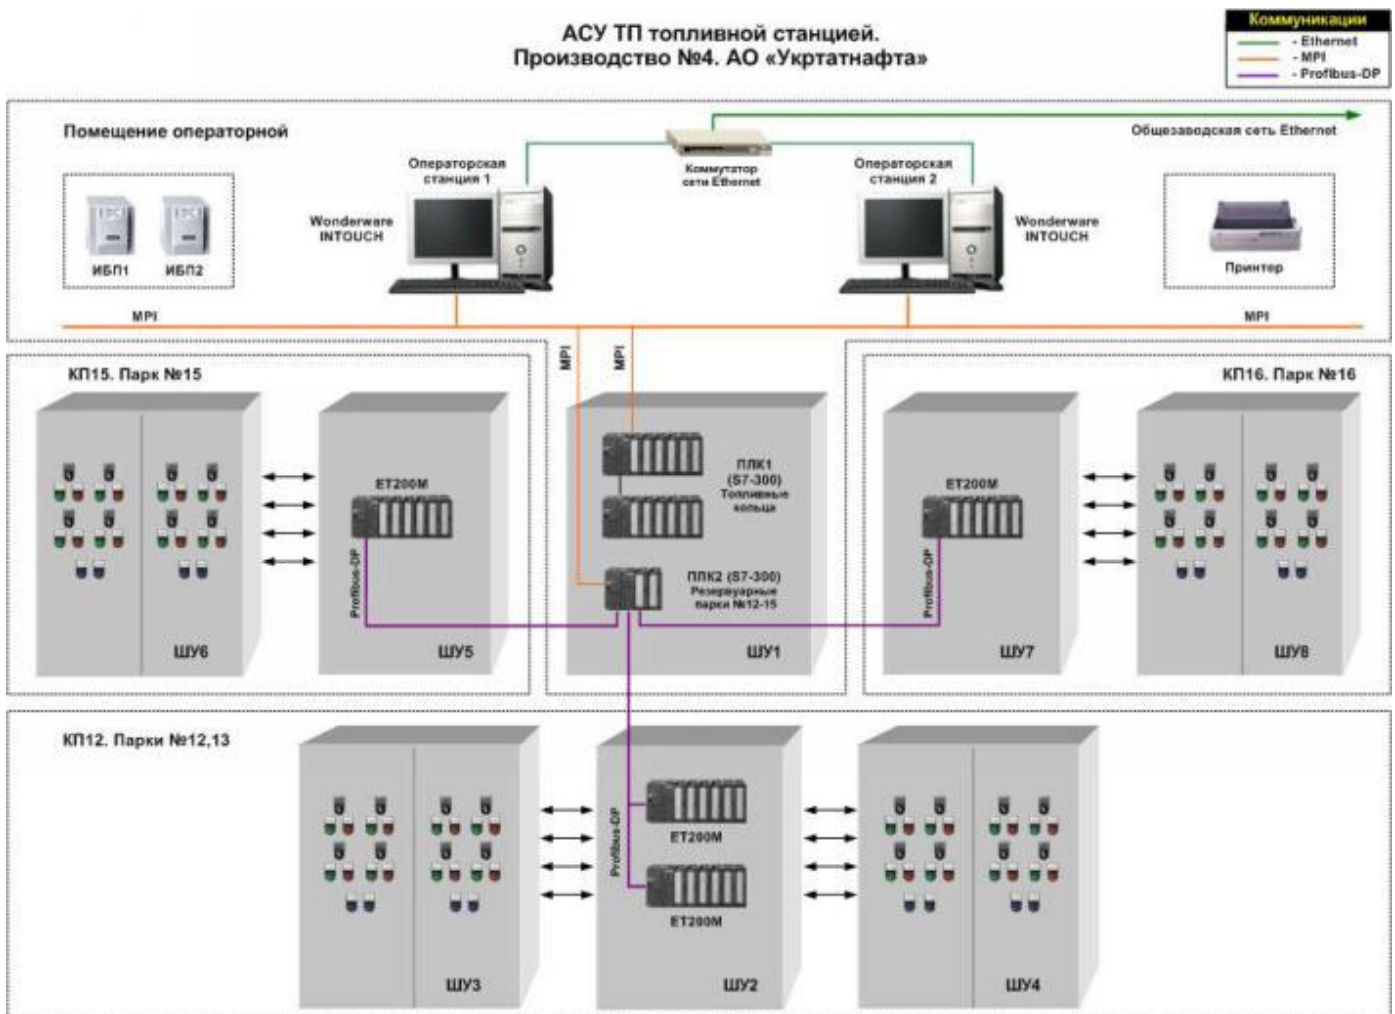 АСУ ТП топливной станцией.
Производство №4. АО «Укртатнафта»
Коммуникации
- Ethernet
- MPI
- Profibus-DP
Помещение операторной
Общезаводская сеть Ethernet
Операторская
станция 1
Коммутатор
сети Ethernet
Операторская
станция 2
Wonderware
INTOUCH
Wonderware
INTOUCH
ИБП1
ИБП2
Принтер
MPI
MPI
MPI
MPI
КП15. Парк №15
КП16. Парк №16
ET200M
ПЛК1
(S7-300)
Топливные
кольца
ET200M
Profibus-DP
ПЛК2 (S7-300)
Резервуарные
парки №12-15
Profibus-DP
ШУ6
ШУ5
ШУ1
ШУ7
ШУ8
КП12. Парки №12,13
Profibus-DP
ET200M
ET200M
ШУ3
ШУ2
ШУ4